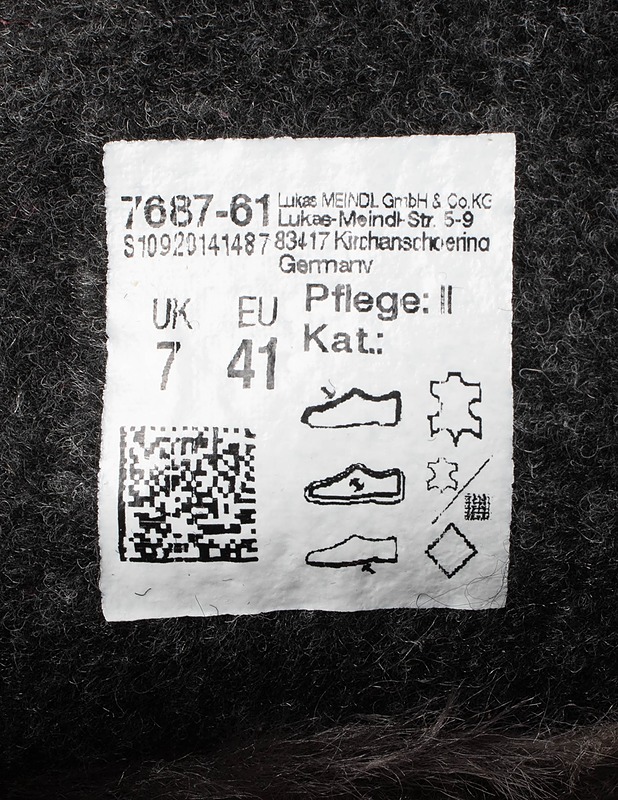 7687-61
S10920141487
Lukas MEINDL GmbH & Co.KG
Lukas-Meindl-Str. 5-9
83417 Kirchanschoering
Germany
Pflege: II
Kat.:
UK EU
7 41